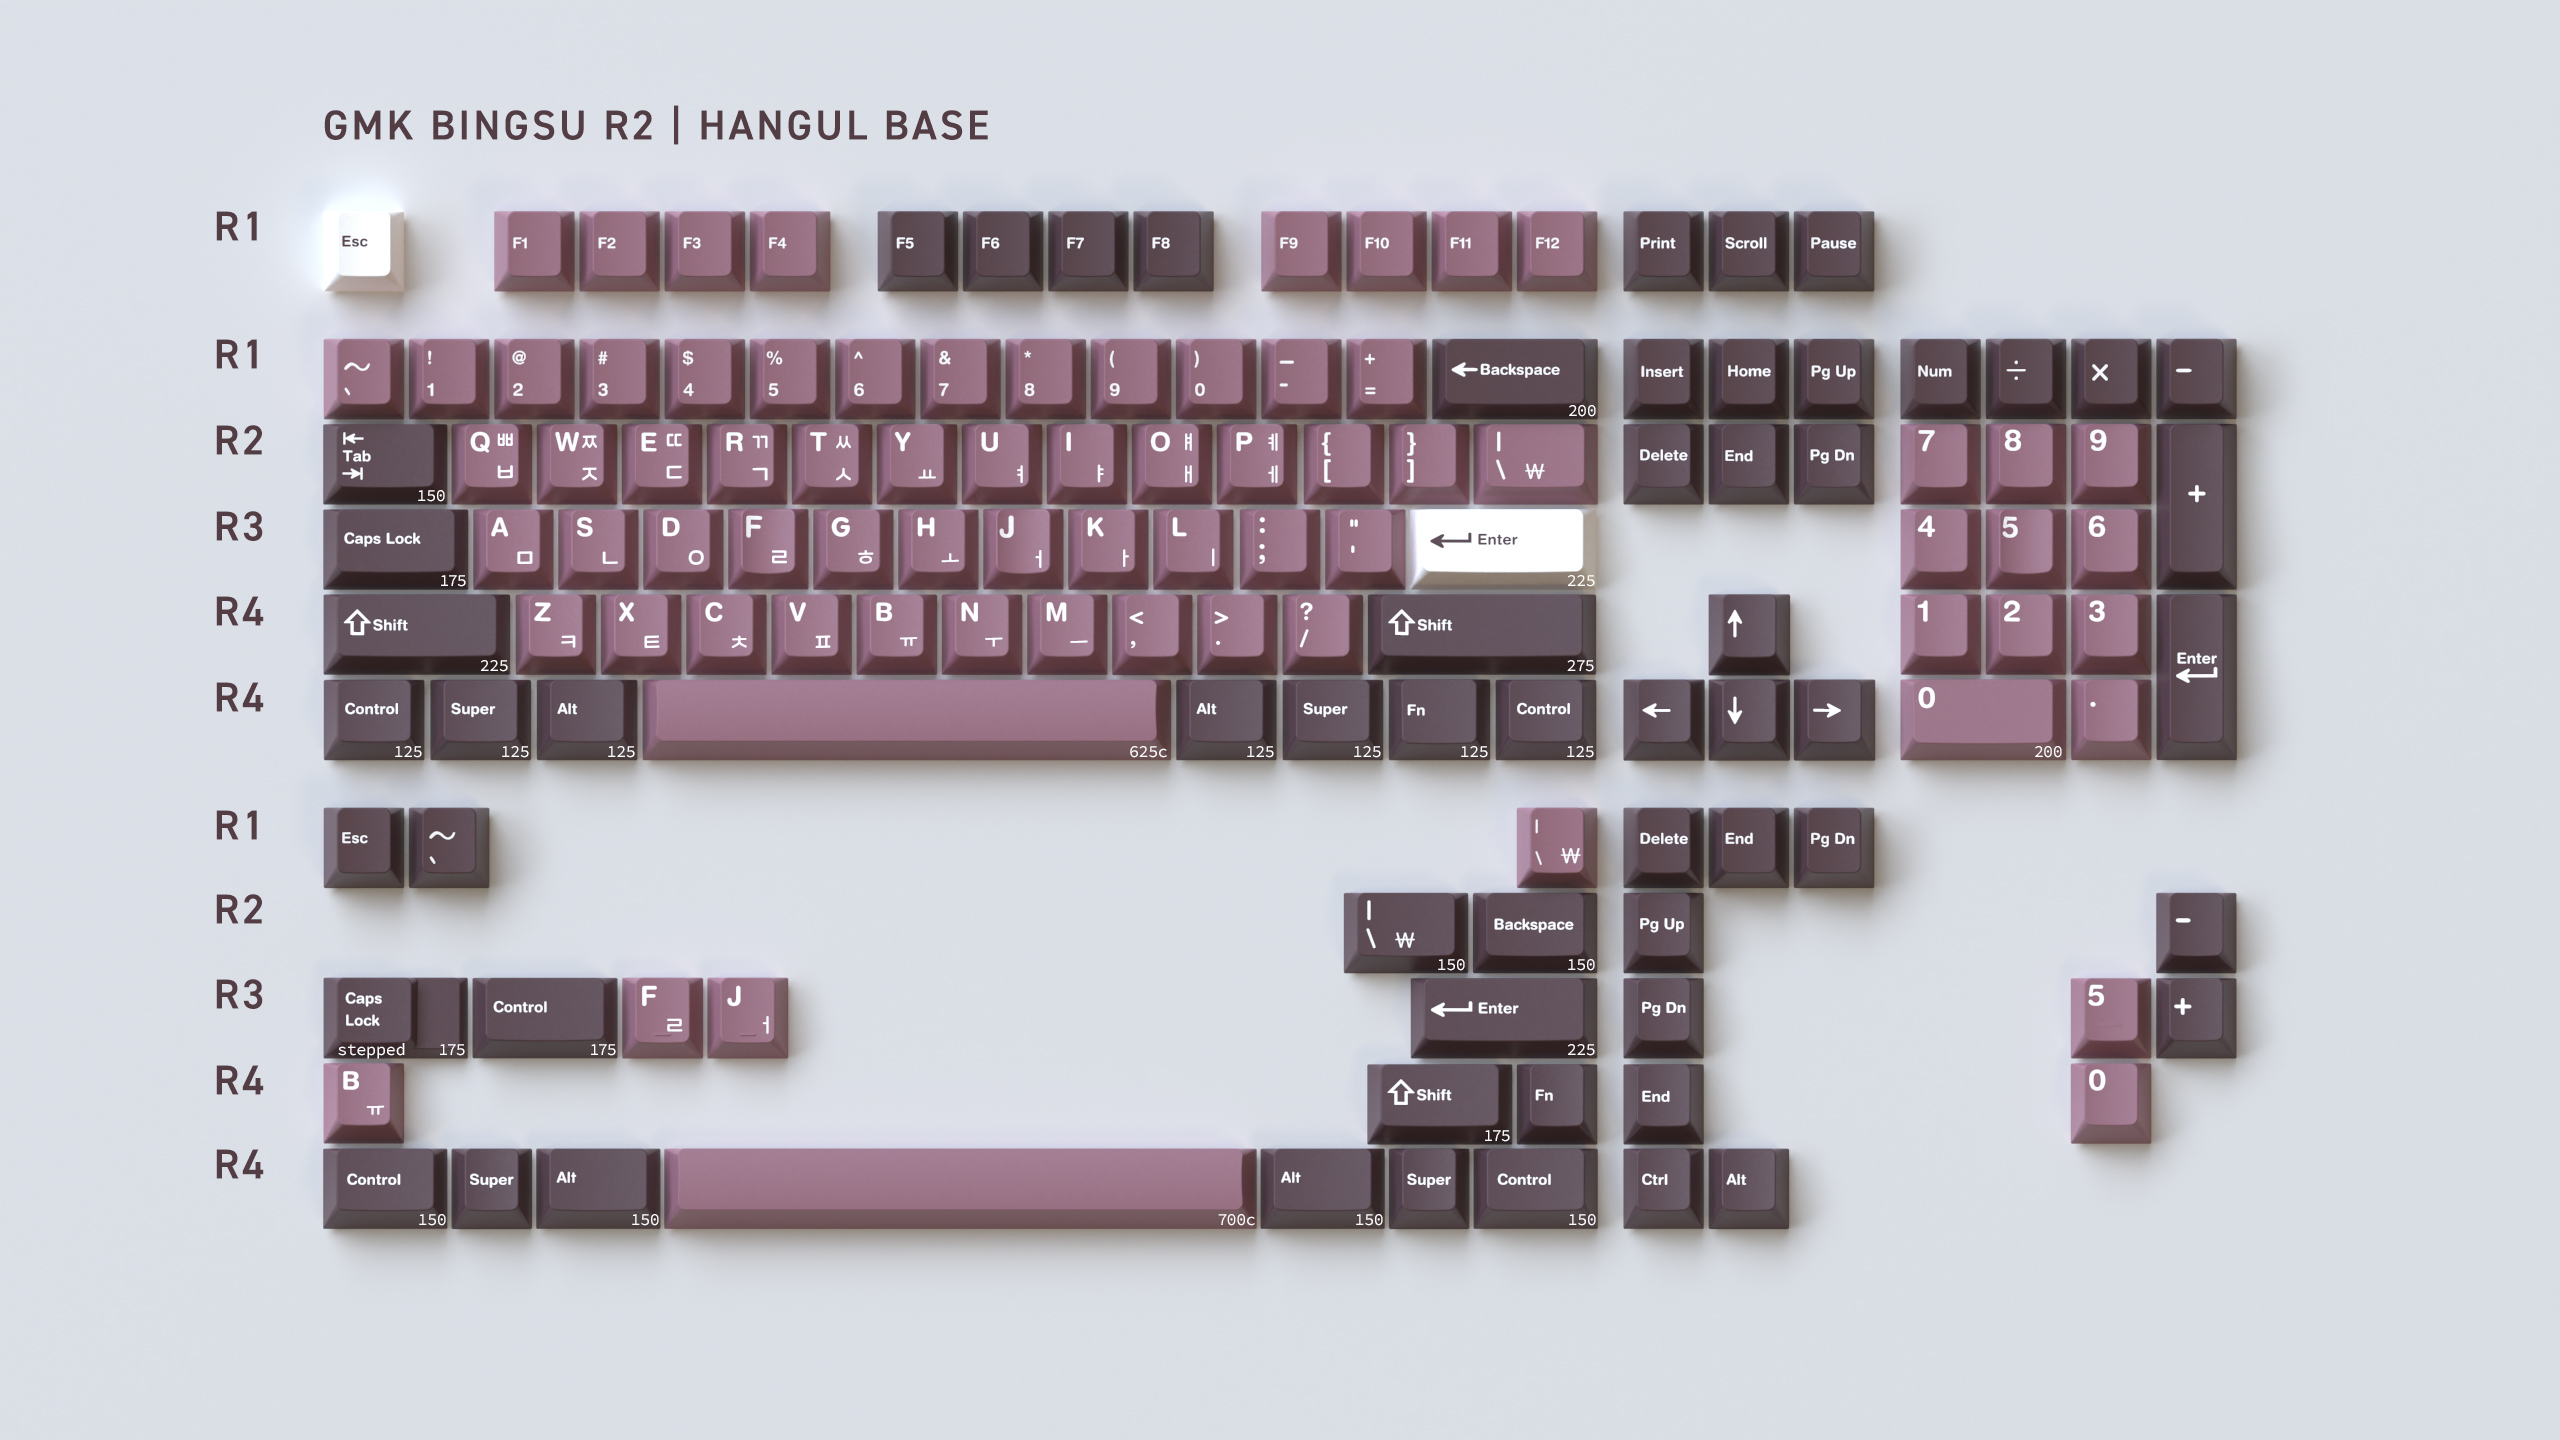 GMK BINGSU R2 | HANGUL BASE
R1 Esc F1 F2 F3 F4 F5 F6 F7 F8 F9 F10 F11 F12 Print Scroll Pause
R1 ~ ` ! 1 @ 2 # 3 $ 4 % 5 ^ 6 & 7 * 8 ( 9 ) 0 — - + = ← Backspace 200 Insert Home Pg Up Num ÷ × −
R2 Tab 150 Q ㅃ ㅂ W ㅉ ㅈ E ㄸ ㄷ R ㄲ ㄱ T ㅆ ㅅ Y ㅛ U ㅕ I ㅑ O ㅒ ㅐ P ㅖ ㅔ { [ } ] | \ ₩ Delete End Pg Dn 7 8 9 +
R3 Caps Lock 175 A ㅁ S ㄴ D ㅇ F ㄹ G ㅎ H ㅗ J ㅓ K ㅏ L ㅣ : ; " ' Enter 225 4 5 6
R4 Shift 225 Z ㅋ X ㅌ C ㅊ V ㅍ B ㅠ N ㅜ M ㅡ < , > . ? / Shift 275 ↑ 1 2 3 Enter
R4 Control 125 Super 125 Alt 125 625c Alt 125 Super 125 Fn 125 Control 125 ← ↓ → 0 200 .
R1 Esc ~ ` | \ ₩ Delete End Pg Dn
R2 | \ ₩ 150 Backspace 150 Pg Up −
R3 Caps Lock stepped 175 Control 175 F ㄹ J ㅓ Enter 225 Pg Dn 5 +
R4 B ㅠ Shift 175 Fn End 0
R4 Control 150 Super Alt 150 700c Alt 150 Super Control 150 Ctrl Alt